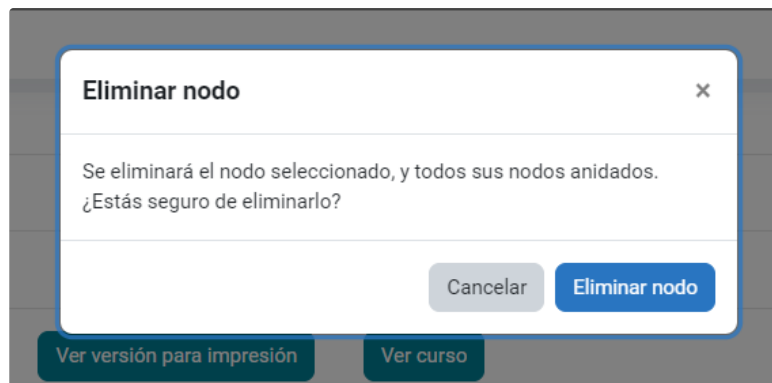 Eliminar nodo ×
Se eliminará el nodo seleccionado, y todos sus nodos anidados.
¿Estás seguro de eliminarlo?
Cancelar Eliminar nodo
Ver versión para impresión Ver curso